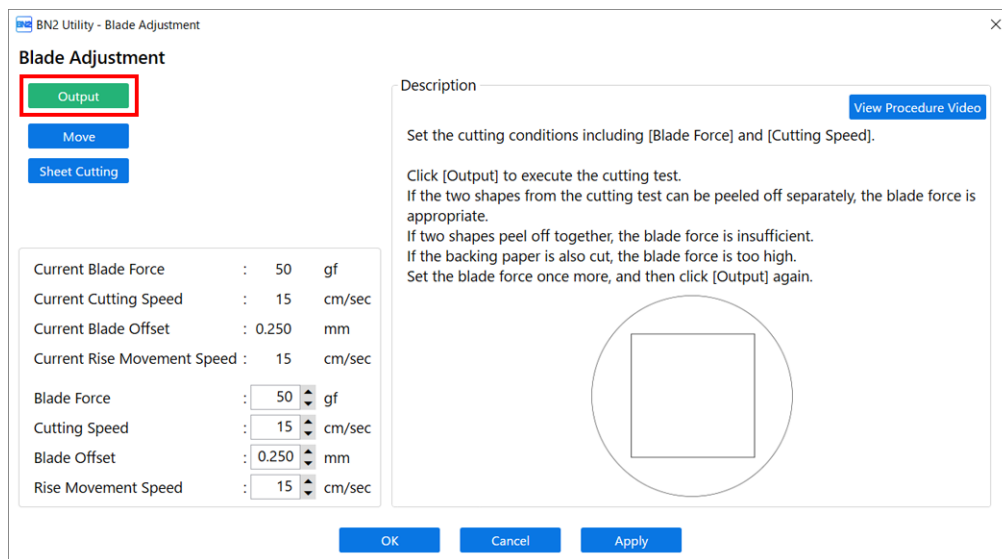 BN2 BN2 Utility - Blade Adjustment
Blade Adjustment
Output
Move
Sheet Cutting
Current Blade Force : 50 gf
Current Cutting Speed : 15 cm/sec
Current Blade Offset : 0.250 mm
Current Rise Movement Speed : 15 cm/sec
Blade Force : 50 gf
Cutting Speed : 15 cm/sec
Blade Offset : 0.250 mm
Rise Movement Speed : 15 cm/sec
Description
View Procedure Video
Set the cutting conditions including [Blade Force] and [Cutting Speed].
Click [Output] to execute the cutting test.
If the two shapes from the cutting test can be peeled off separately, the blade force is
appropriate.
If two shapes peel off together, the blade force is insufficient.
If the backing paper is also cut, the blade force is too high.
Set the blade force once more, and then click [Output] again.
OK Cancel Apply